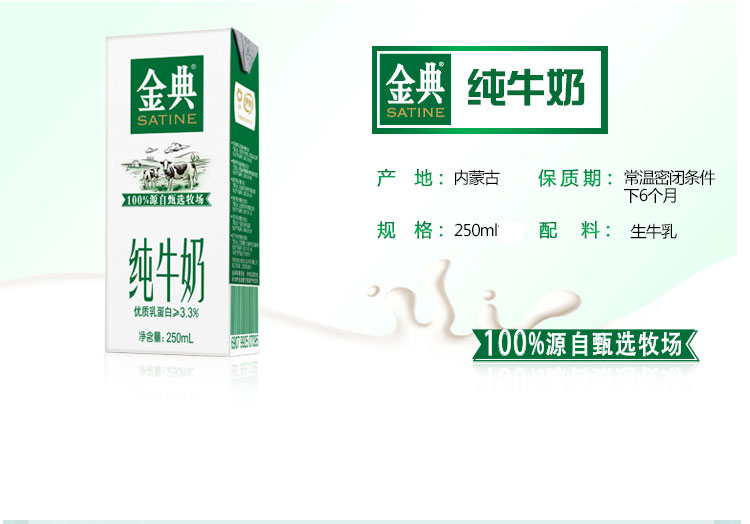 金典®
SATINE
100%源自甄选牧场
纯牛奶
优质乳蛋白≥3.3%
净含量:250mL
金典®
SATINE
纯牛奶
产 地: 内蒙古
保质期: 常温密闭条件
下6个月
规 格: 250ml
配 料: 生牛乳
100%源自甄选牧场